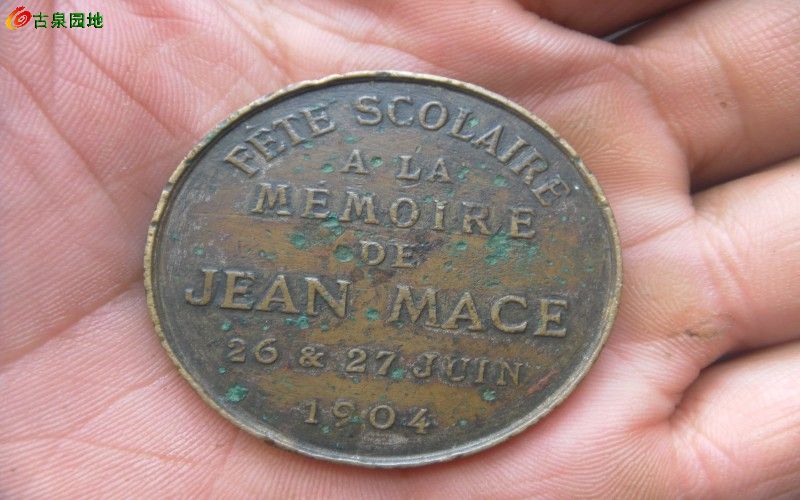 古泉园地
FÊTE SCOLAIRE
A LA
MÉMOIRE
DE
JEAN MACE
26 & 27 JUIN
1904